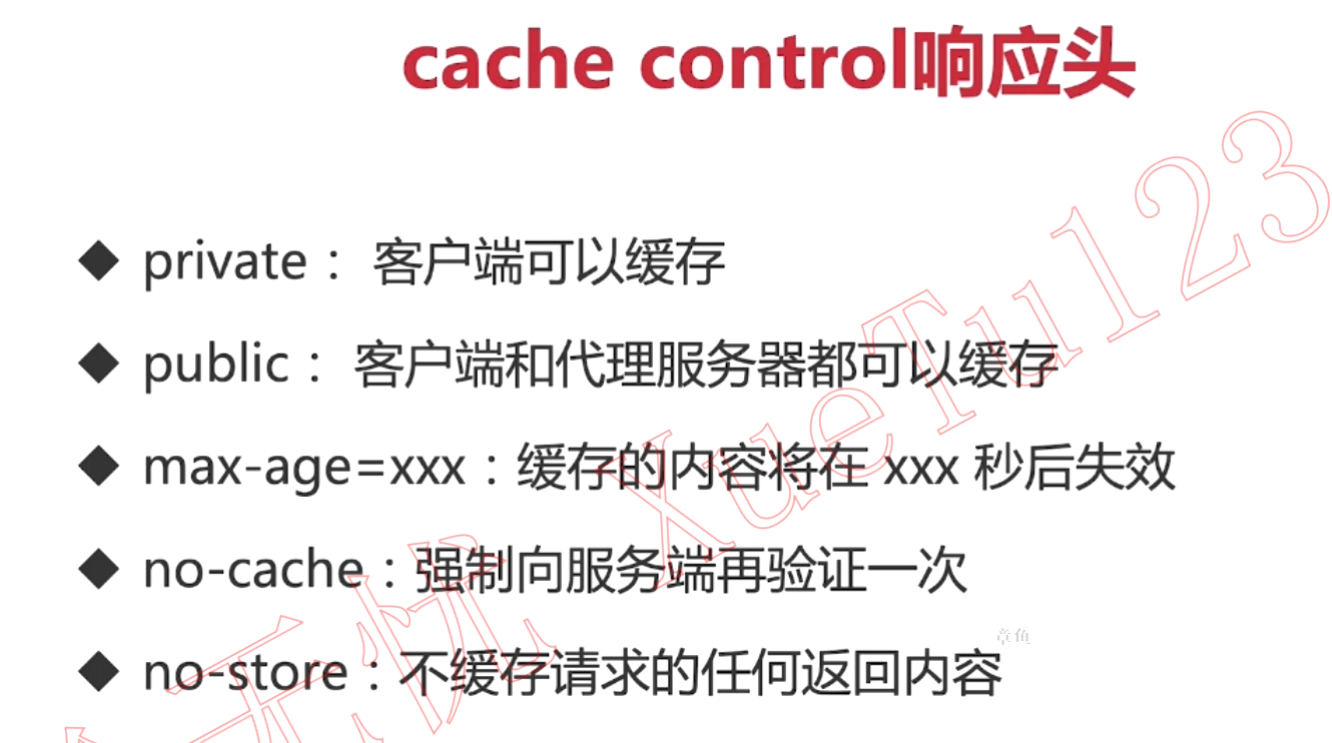 cache control响应头
◆ private： 客户端可以缓存
◆ public： 客户端和代理服务器都可以缓存
◆ max-age=xxx：缓存的内容将在 xxx 秒后失效
◆ no-cache：强制向服务端再验证一次
◆ no-store：不缓存请求的任何返回内容
章鱼
无忧 XueTu123